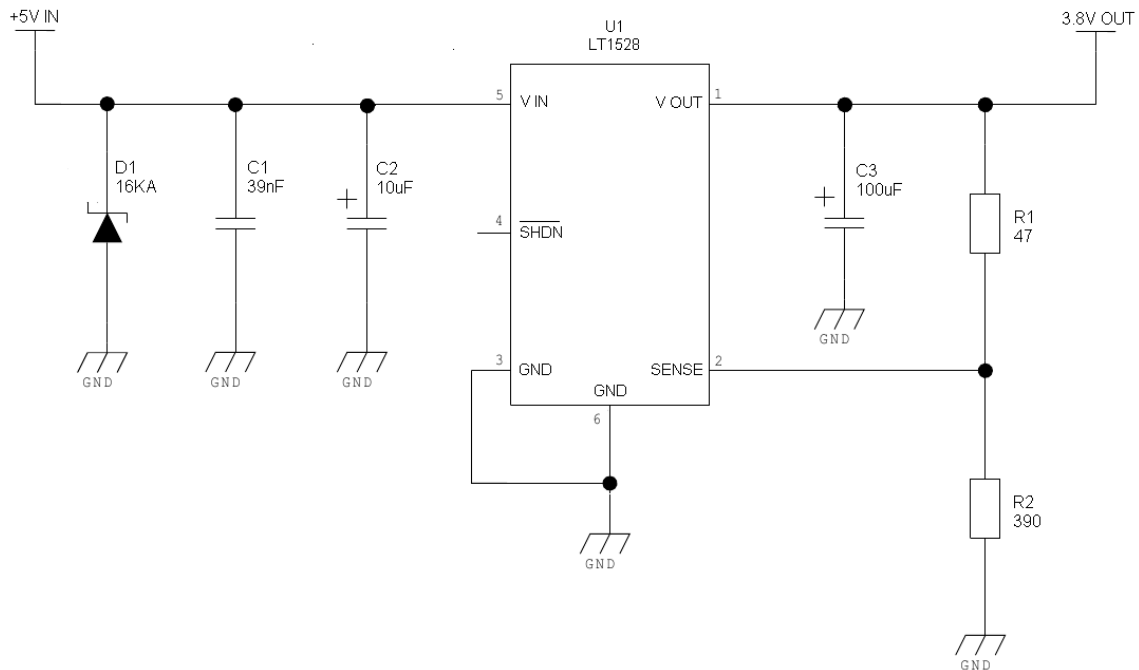 +5V IN
U1
LT1528
3.8V OUT
5
V IN
V OUT
1
D1
16KA
C1
39nF
C2
10uF
+
4
SHDN
C3
100uF
+
R1
47
3
GND
SENSE
2
GND
6
GND
GND
GND
GND
GND
R2
390
GND